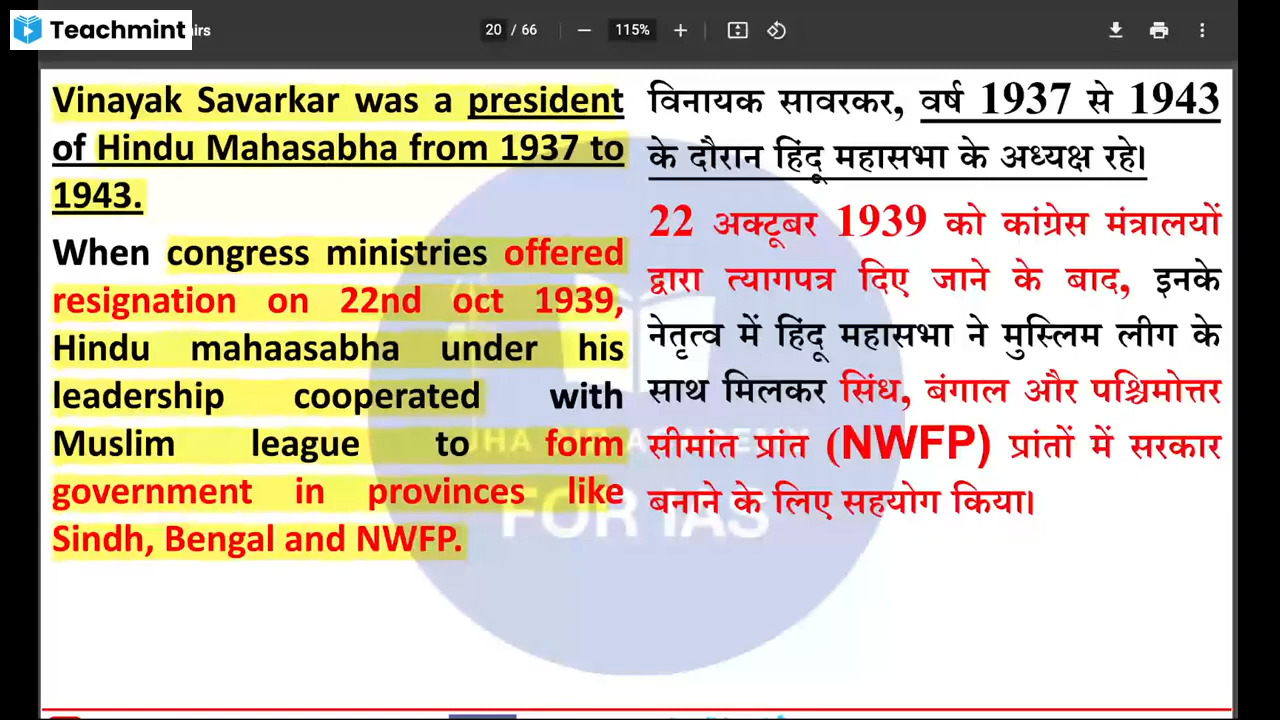 Teachmint
irs
20 / 66
115%
Vinayak Savarkar was a president
of Hindu Mahasabha from 1937 to
1943.
When congress ministries offered
resignation on 22nd oct 1939,
Hindu mahaasabha under his
leadership cooperated with
Muslim league to form
government in provinces like
Sindh, Bengal and NWFP.
विनायक सावरकर, वर्ष 1937 से 1943
के दौरान हिंदू महासभा के अध्यक्ष रहे।
22 अक्टूबर 1939 को कांग्रेस मंत्रालयों
द्वारा त्यागपत्र दिए जाने के बाद, इनके
नेतृत्व में हिंदू महासभा ने मुस्लिम लीग के
साथ मिलकर सिंध, बंगाल और पश्चिमोत्तर
सीमांत प्रांत (NWFP) प्रांतों में सरकार
बनाने के लिए सहयोग किया।
FOR IAS